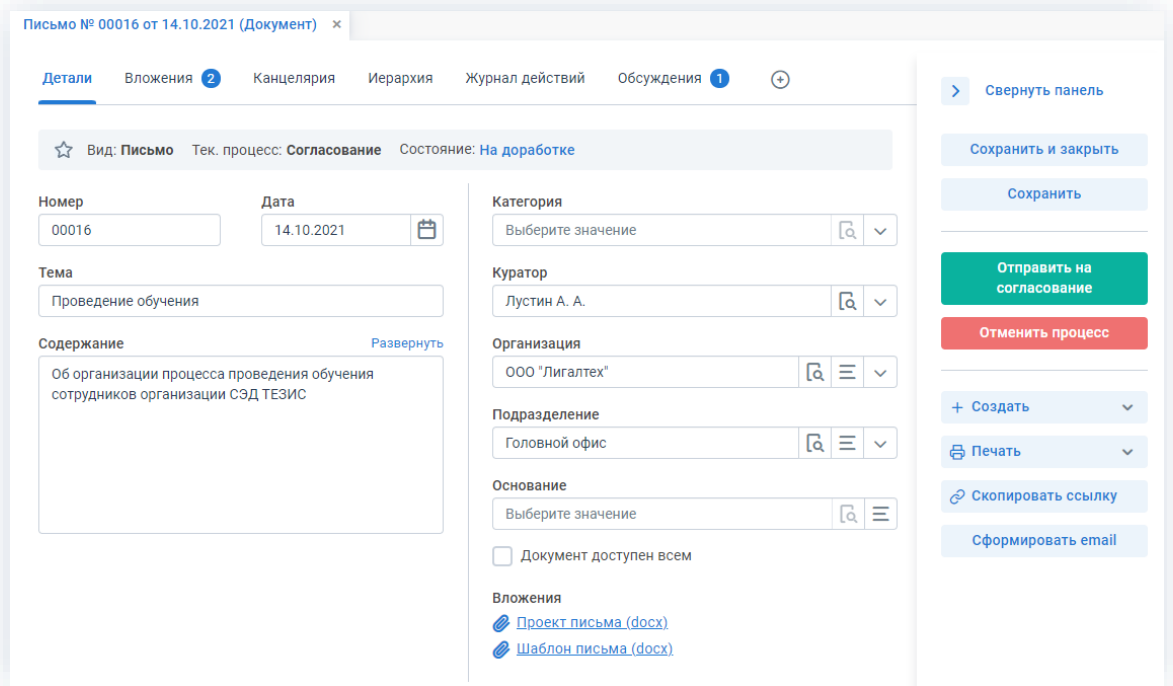 Письмо № 00016 от 14.10.2021 (Документ) ×
Детали Вложения 2 Канцелярия Иерархия Журнал действий Обсуждения 1
Вид: Письмо Тек. процесс: Согласование Состояние: На доработке
Номер
00016
Дата
14.10.2021
Тема
Проведение обучения
Содержание Развернуть
Об организации процесса проведения обучения
сотрудников организации СЭД ТЕЗИС
Категория
Выберите значение
Куратор
Лустин А. А.
Организация
ООО "Лигалтех"
Подразделение
Головной офис
Основание
Выберите значение
Документ доступен всем
Вложения
Проект письма (docx)
Шаблон письма (docx)
Свернуть панель
Сохранить и закрыть
Сохранить
Отправить на
согласование
Отменить процесс
+ Создать
Печать
Скопировать ссылку
Сформировать email